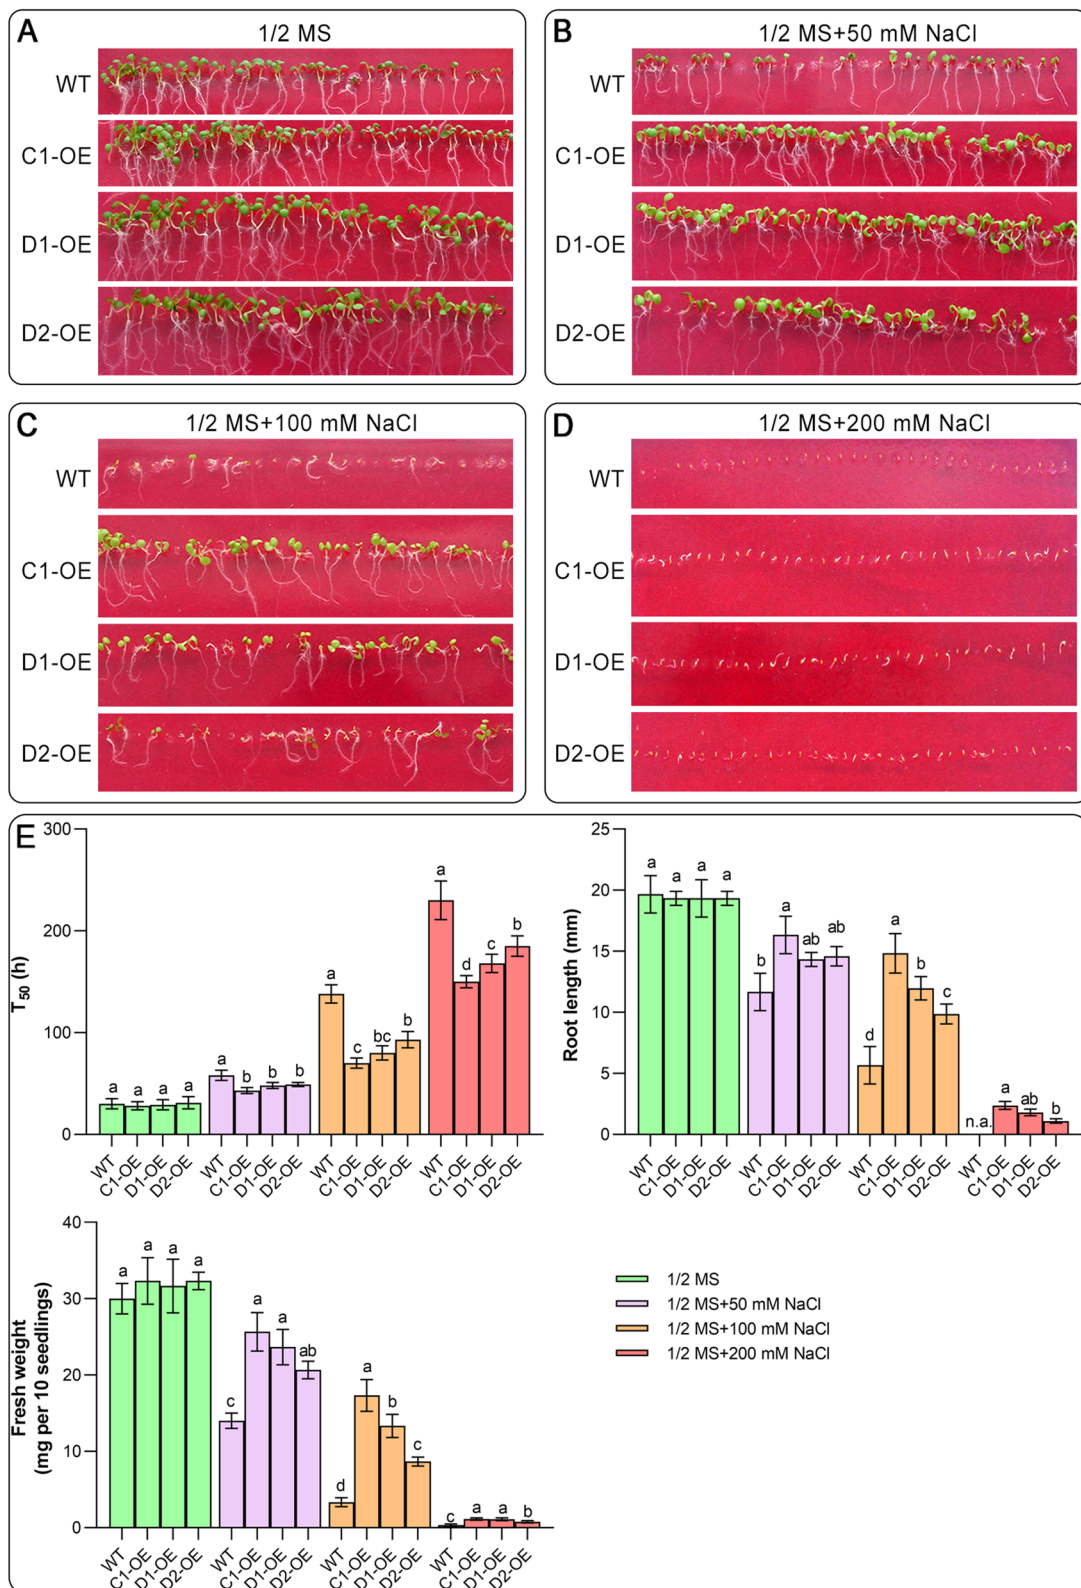 A
1/2 MS
WT
C1-OE
D1-OE
D2-OE
B
1/2 MS+50 mM NaCl
WT
C1-OE
D1-OE
D2-OE
C
1/2 MS+100 mM NaCl
WT
C1-OE
D1-OE
D2-OE
D
1/2 MS+200 mM NaCl
WT
C1-OE
D1-OE
D2-OE
E
T50 (h)
300
200
100
0
a a a a a b b b a c bc b a d c b
WT C1-OE D1-OE D2-OE WT C1-OE D1-OE D2-OE WT C1-OE D1-OE D2-OE WT C1-OE D1-OE D2-OE
Root length (mm)
25
20
15
10
5
0
a a a a b a ab ab d a b c n.a. a ab b
WT C1-OE D1-OE D2-OE WT C1-OE D1-OE D2-OE WT C1-OE D1-OE D2-OE WT C1-OE D1-OE D2-OE
Fresh weight
(mg per 10 seedlings)
40
30
20
10
0
a a a a c a a ab d a b c c a a b
WT C1-OE D1-OE D2-OE WT C1-OE D1-OE D2-OE WT C1-OE D1-OE D2-OE WT C1-OE D1-OE D2-OE
1/2 MS
1/2 MS+50 mM NaCl
1/2 MS+100 mM NaCl
1/2 MS+200 mM NaCl